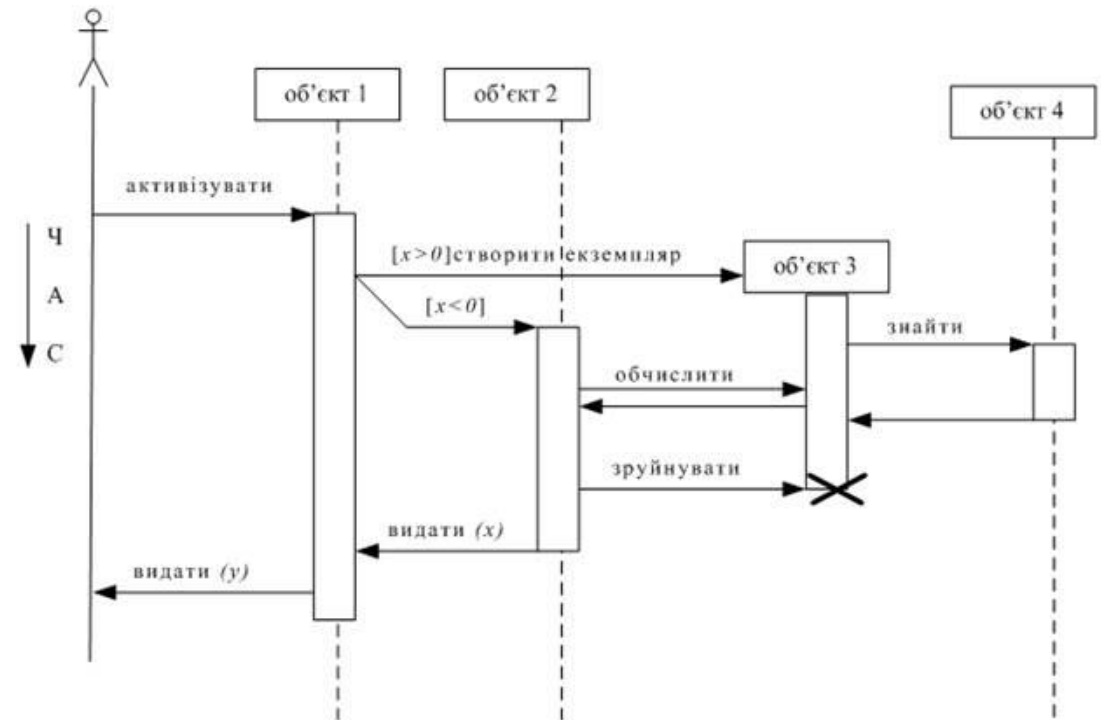 об’єкт 1
об’єкт 2
об’єкт 4
активізувати
Ч
А
С
[x>0]створити екземпляр
об’єкт 3
[x<0]
знайти
обчислити
зруйнувати
видати (x)
видати (y)